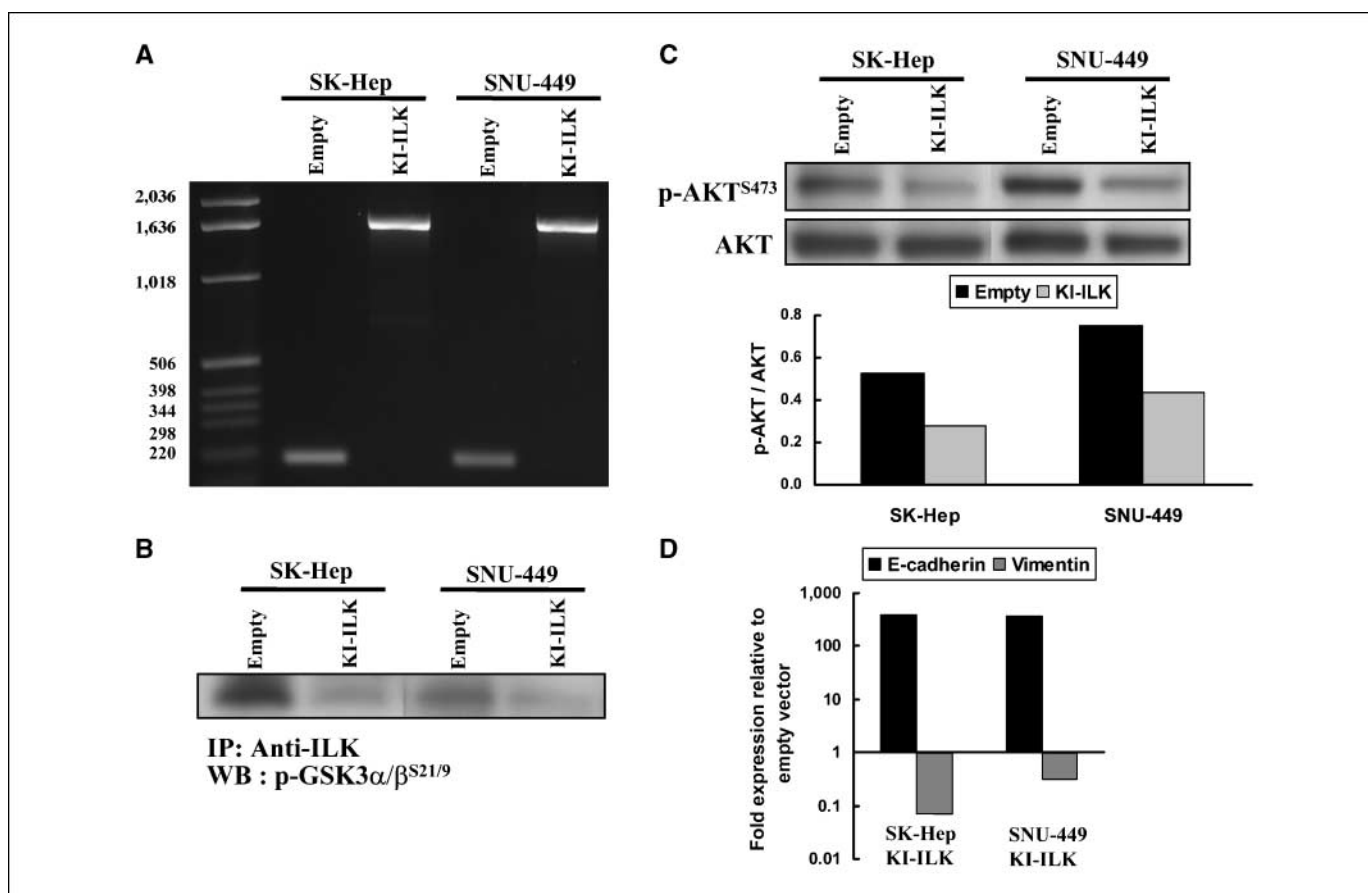 A
SK-Hep SNU-449
Empty KI-ILK Empty KI-ILK
2,036
1,636
1,018
506
398
344
298
220
B
SK-Hep SNU-449
Empty KI-ILK Empty KI-ILK
IP: Anti-ILK
WB : p-GSK3α/β^S21/9
C
SK-Hep SNU-449
Empty KI-ILK Empty KI-ILK
p-AKT^S473
AKT
Empty KI-ILK
p-AKT / AKT
0.8
0.6
0.4
0.2
0.0
SK-Hep SNU-449
D
E-cadherin Vimentin
Fold expression relative to
empty vector
1,000
100
10
1
0.1
0.01
SK-Hep SNU-449
KI-ILK KI-ILK